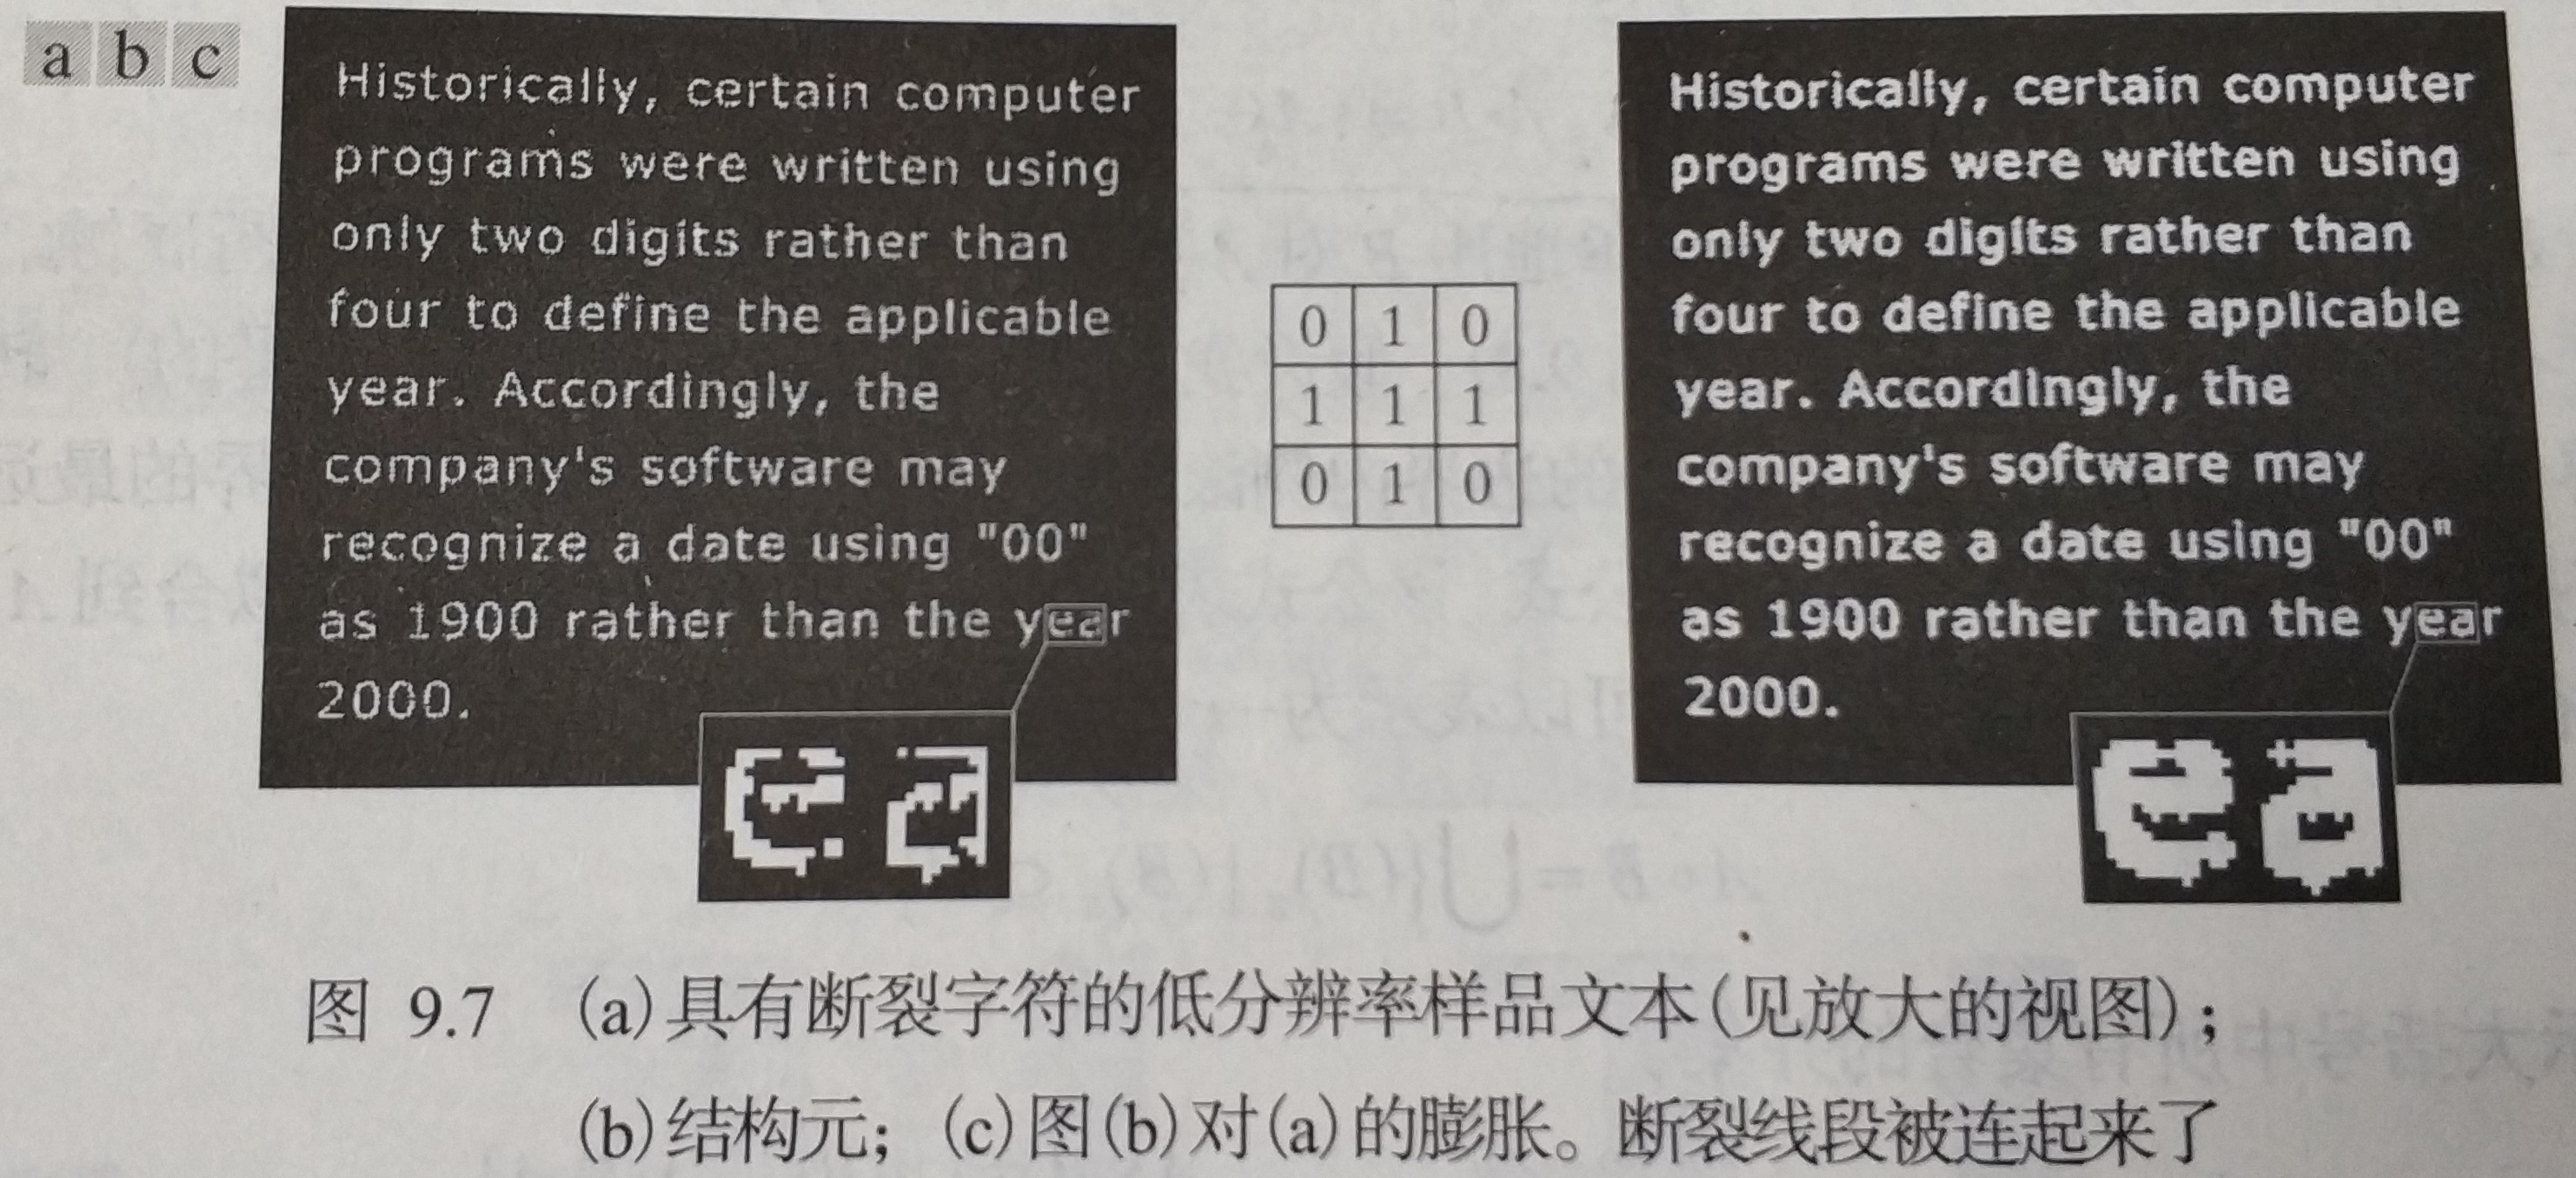 a b c
Historically, certain computer
programs were written using
only two digits rather than
four to define the applicable
year. Accordingly, the
company's software may
recognize a date using "00"
as 1900 rather than the year
2000.
ea
0 1 0
1 1 1
0 1 0
Historically, certain computer
programs were written using
only two digits rather than
four to define the applicable
year. Accordingly, the
company's software may
recognize a date using "00"
as 1900 rather than the year
2000.
ea
图 9.7 (a)具有断裂字符的低分辨率样品文本(见放大的视图);
(b)结构元; (c)图(b)对(a)的膨胀。断裂线段被连起来了